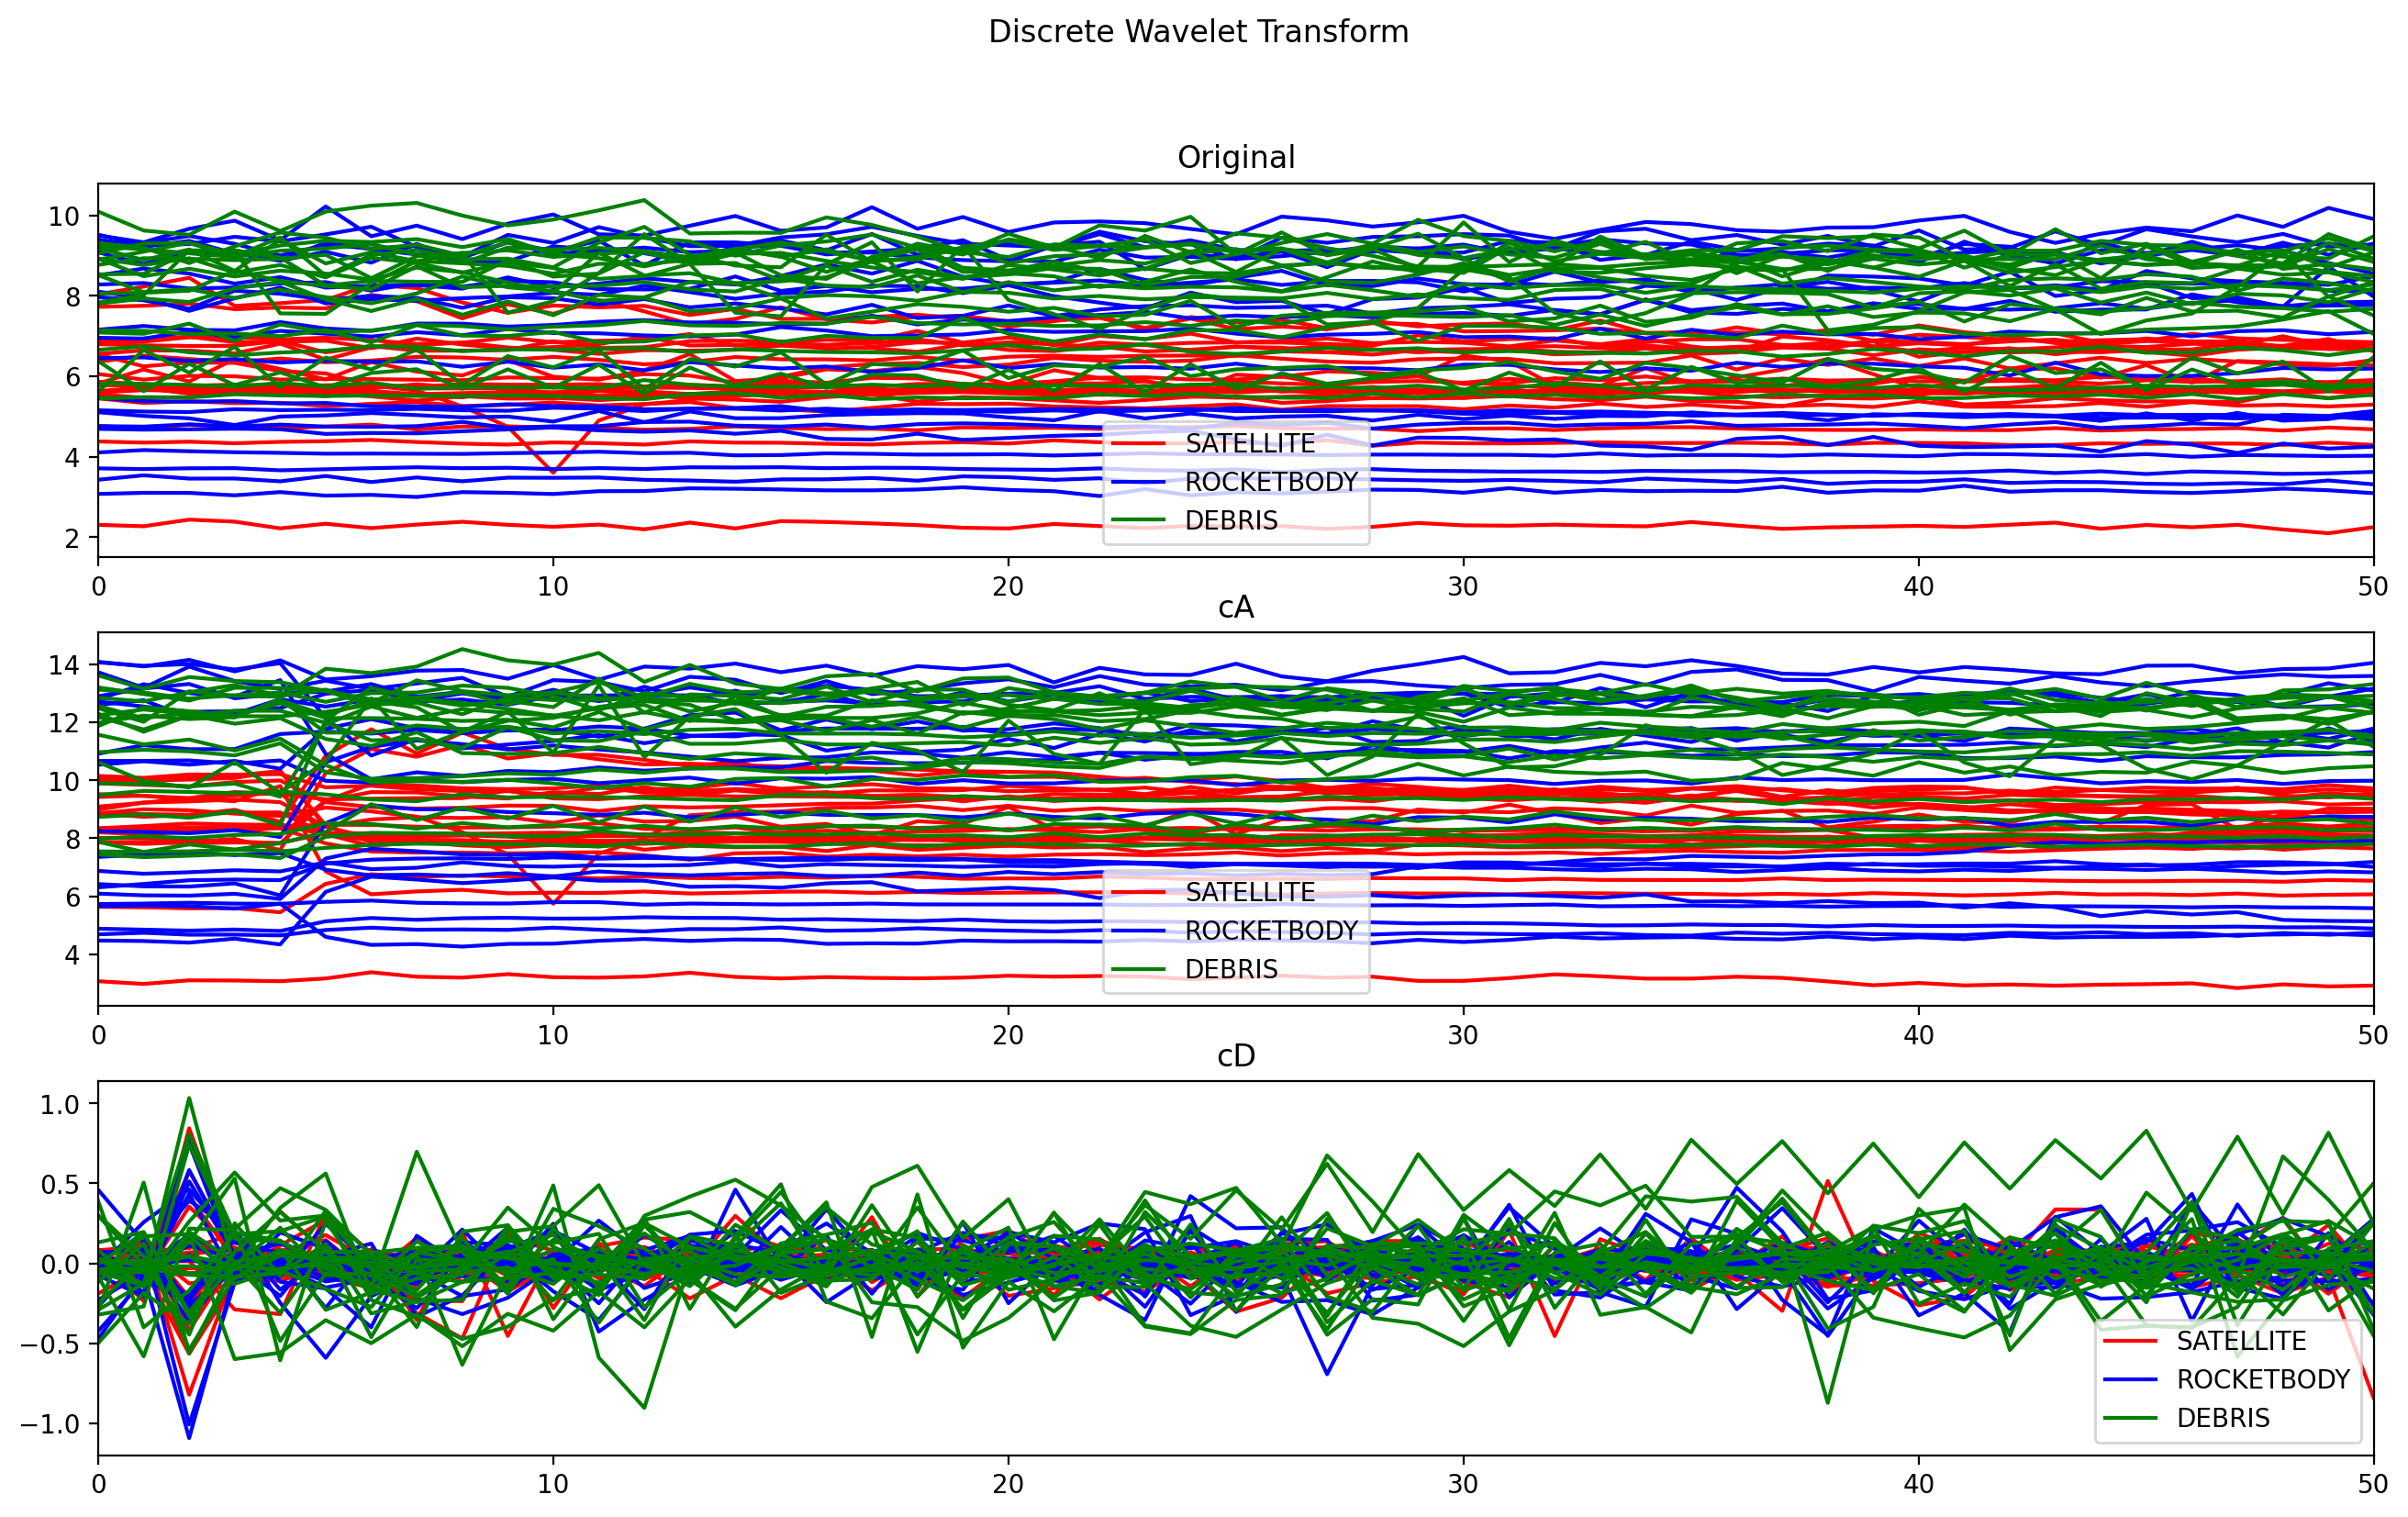 Discrete Wavelet Transform
Original
10
8
6
4
2
SATELLITE
ROCKETBODY
DEBRIS
0 10 20 30 40 50
cA
14
12
10
8
6
4
SATELLITE
ROCKETBODY
DEBRIS
0 10 20 30 40 50
cD
1.0
0.5
0.0
−0.5
−1.0
SATELLITE
ROCKETBODY
DEBRIS
0 10 20 30 40 50